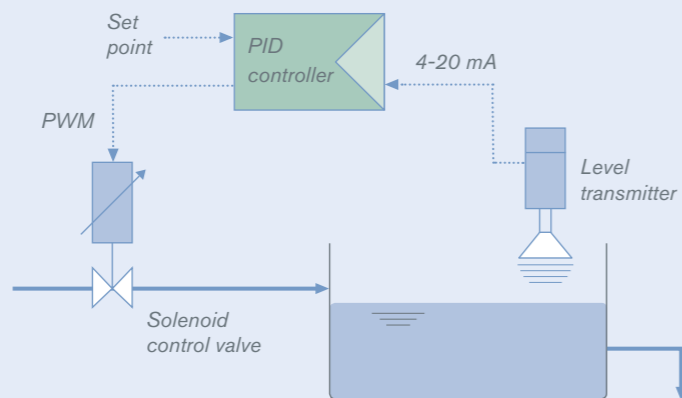 Set
point
PID
controller
4-20 mA
PWM
Level
transmitter
Solenoid
control valve